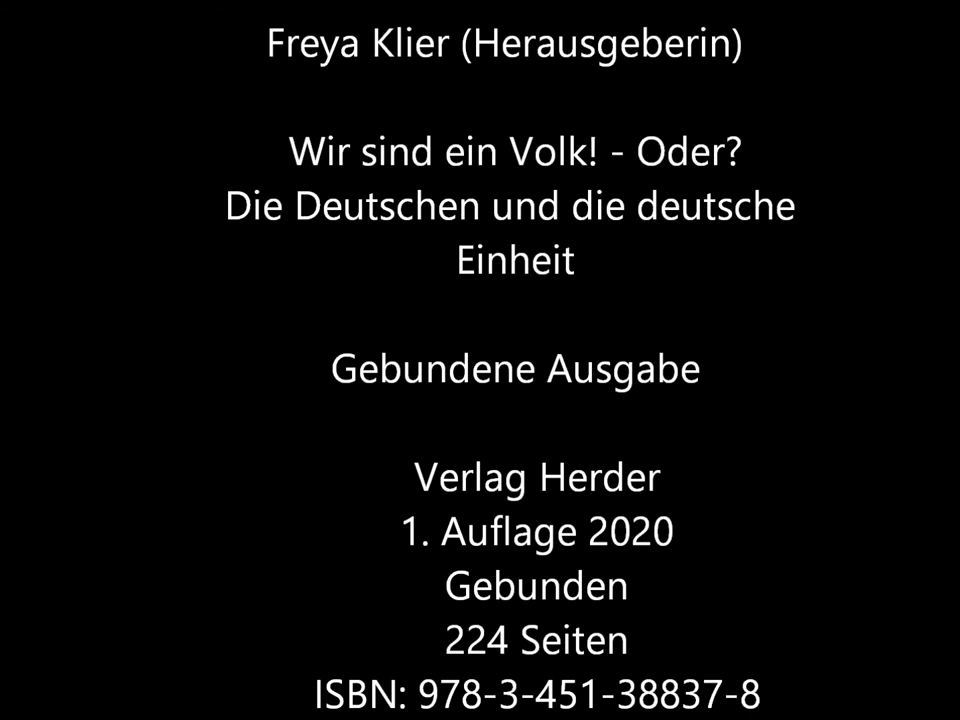 Freya Klier (Herausgeberin)
Wir sind ein Volk! - Oder?
Die Deutschen und die deutsche
Einheit
Gebundene Ausgabe
Verlag Herder
1. Auflage 2020
Gebunden
224 Seiten
ISBN: 978-3-451-38837-8